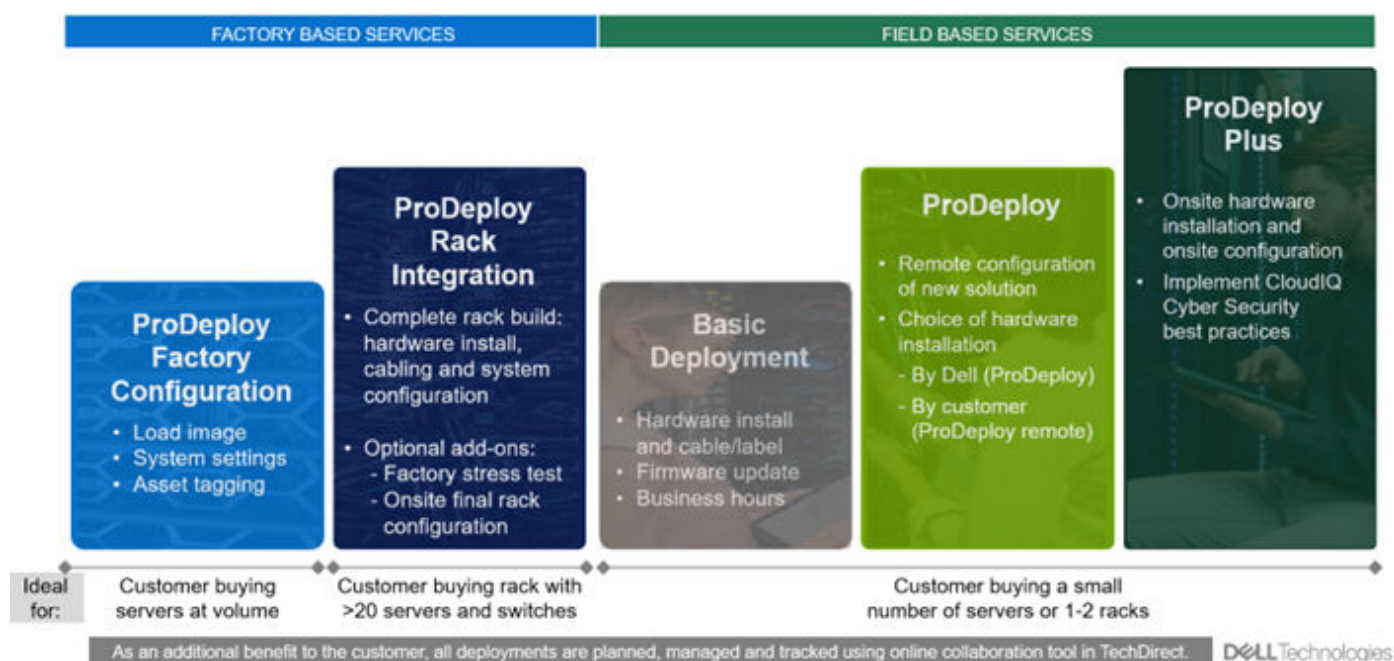 FACTORY BASED SERVICES
FIELD BASED SERVICES
ProDeploy
Factory
Configuration
• Load image
• System settings
• Asset tagging
ProDeploy
Rack
Integration
• Complete rack build:
hardware install,
cabling and system
configuration
• Optional add-ons:
- Factory stress test
- Onsite final rack
configuration
Basic
Deployment
• Hardware install
and cable/label
• Firmware update
• Business hours
ProDeploy
• Remote configuration
of new solution
• Choice of hardware
installation
- By Dell (ProDeploy)
- By customer
(ProDeploy remote)
ProDeploy
Plus
• Onsite hardware
installation and
onsite configuration
• Implement CloudIQ
Cyber Security
best practices
Ideal
for:
Customer buying
servers at volume
Customer buying rack with
>20 servers and switches
Customer buying a small
number of servers or 1-2 racks
As an additional benefit to the customer, all deployments are planned, managed and tracked using online collaboration tool in TechDirect.
DELLTechnologies